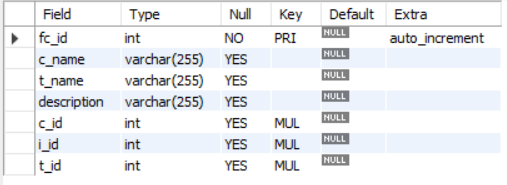 Field Type Null Key Default Extra
fc_id int NO PRI NULL auto_increment
c_name varchar(255) YES NULL
t_name varchar(255) YES NULL
description varchar(255) YES NULL
c_id int YES MUL NULL
i_id int YES MUL NULL
t_id int YES MUL NULL